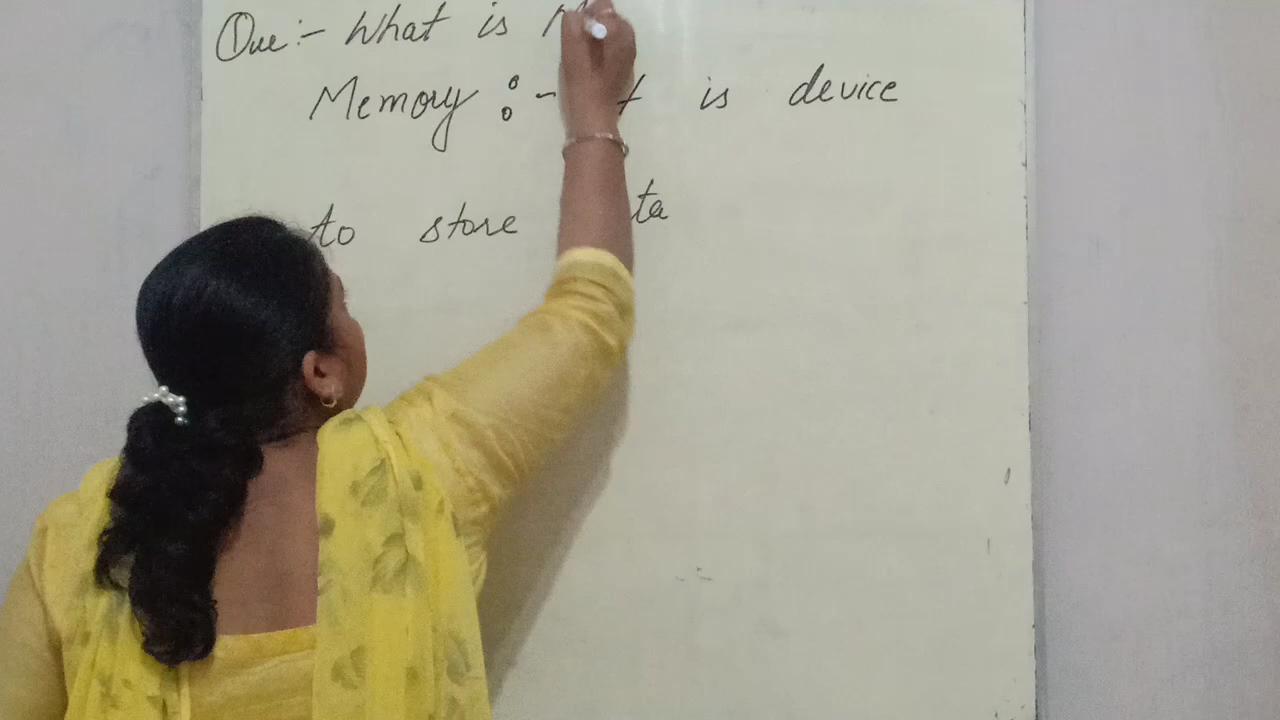 Que:- What is
Memory :- is device
to store